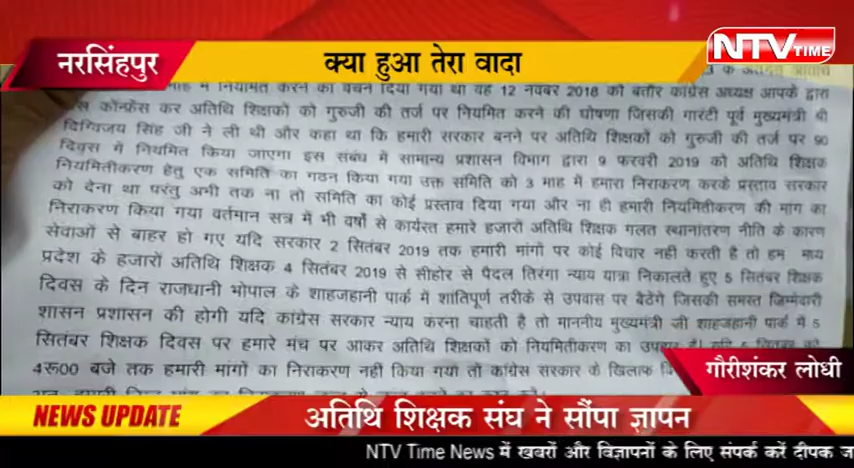 NTV TIME
नरसिंहपुर
क्या हुआ तेरा वादा
माह में नियमित करने का वचन दिया गया था वह 12 नवबर 2018 को बतौर कांग्रेस अध्यक्ष आपके द्वारा
कॉन्फ्रेंस कर अतिथि शिक्षकों को गुरुजी की तर्ज पर नियमित करने की घोषणा जिसकी गारंटी पूर्व मुख्यमंत्री श्री
दिग्विजय सिंह जी ने ली थी और कहा था कि हमारी सरकार बनने पर अतिथि शिक्षकों को गुरुजी की तर्ज पर 90
दिवस में नियमित किया जाएगा इस संबंध में सामान्य प्रशासन विभाग द्वारा 9 फरवरी 2019 को अतिथि शिक्षक
नियमितीकरण हेतु एक समिति का गठन किया गया उक्त समिति को 3 माह में हमारा निराकरण करके प्रस्ताव सरकार
को देना था परंतु अभी तक ना तो समिति का कोई प्रस्ताव दिया गया और ना ही हमारी नियमितीकरण की मांग का
निराकरण किया गया वर्तमान सत्र में भी वर्षों से कार्यरत हमारे हजारों अतिथि शिक्षक गलत स्थानांतरण नीति के कारण
सेवाओं से बाहर हो गए यदि सरकार 2 सितंबर 2019 तक हमारी मांगों पर कोई विचार नही करती है तो हम मध्य
प्रदेश के हजारों अतिथि शिक्षक 4 सितंबर 2019 से सीहोर से पैदल तिरंगा न्याय यात्रा निकालते हुए 5 सितंबर शिक्षक
दिवस के दिन राजधानी भोपाल के शाहजहानी पार्क में शांतिपूर्ण तरीके से उपवास पर बेठेगे जिसकी समस्त जिम्मेदारी
शासन प्रशासन की होगी यदि कांग्रेस सरकार न्याय करना चाहती है तो माननीय मुख्यमंत्री जी शाहजहानी पार्क में 5
सितंबर शिक्षक दिवस पर हमारे मंच पर आकर अतिथि शिक्षकों को नियमितीकरण का
4रू00 बजे तक हमारी मांगों का निराकरण नहीं किया गया तो कांग्रेस सरकार के खिलाफ
गौरीशंकर लोधी
NEWS UPDATE
अतिथि शिक्षक संघ ने सौंपा ज्ञापन
NTV Time News में खबरों और विज्ञापनों के लिए संपर्क करें दीपक